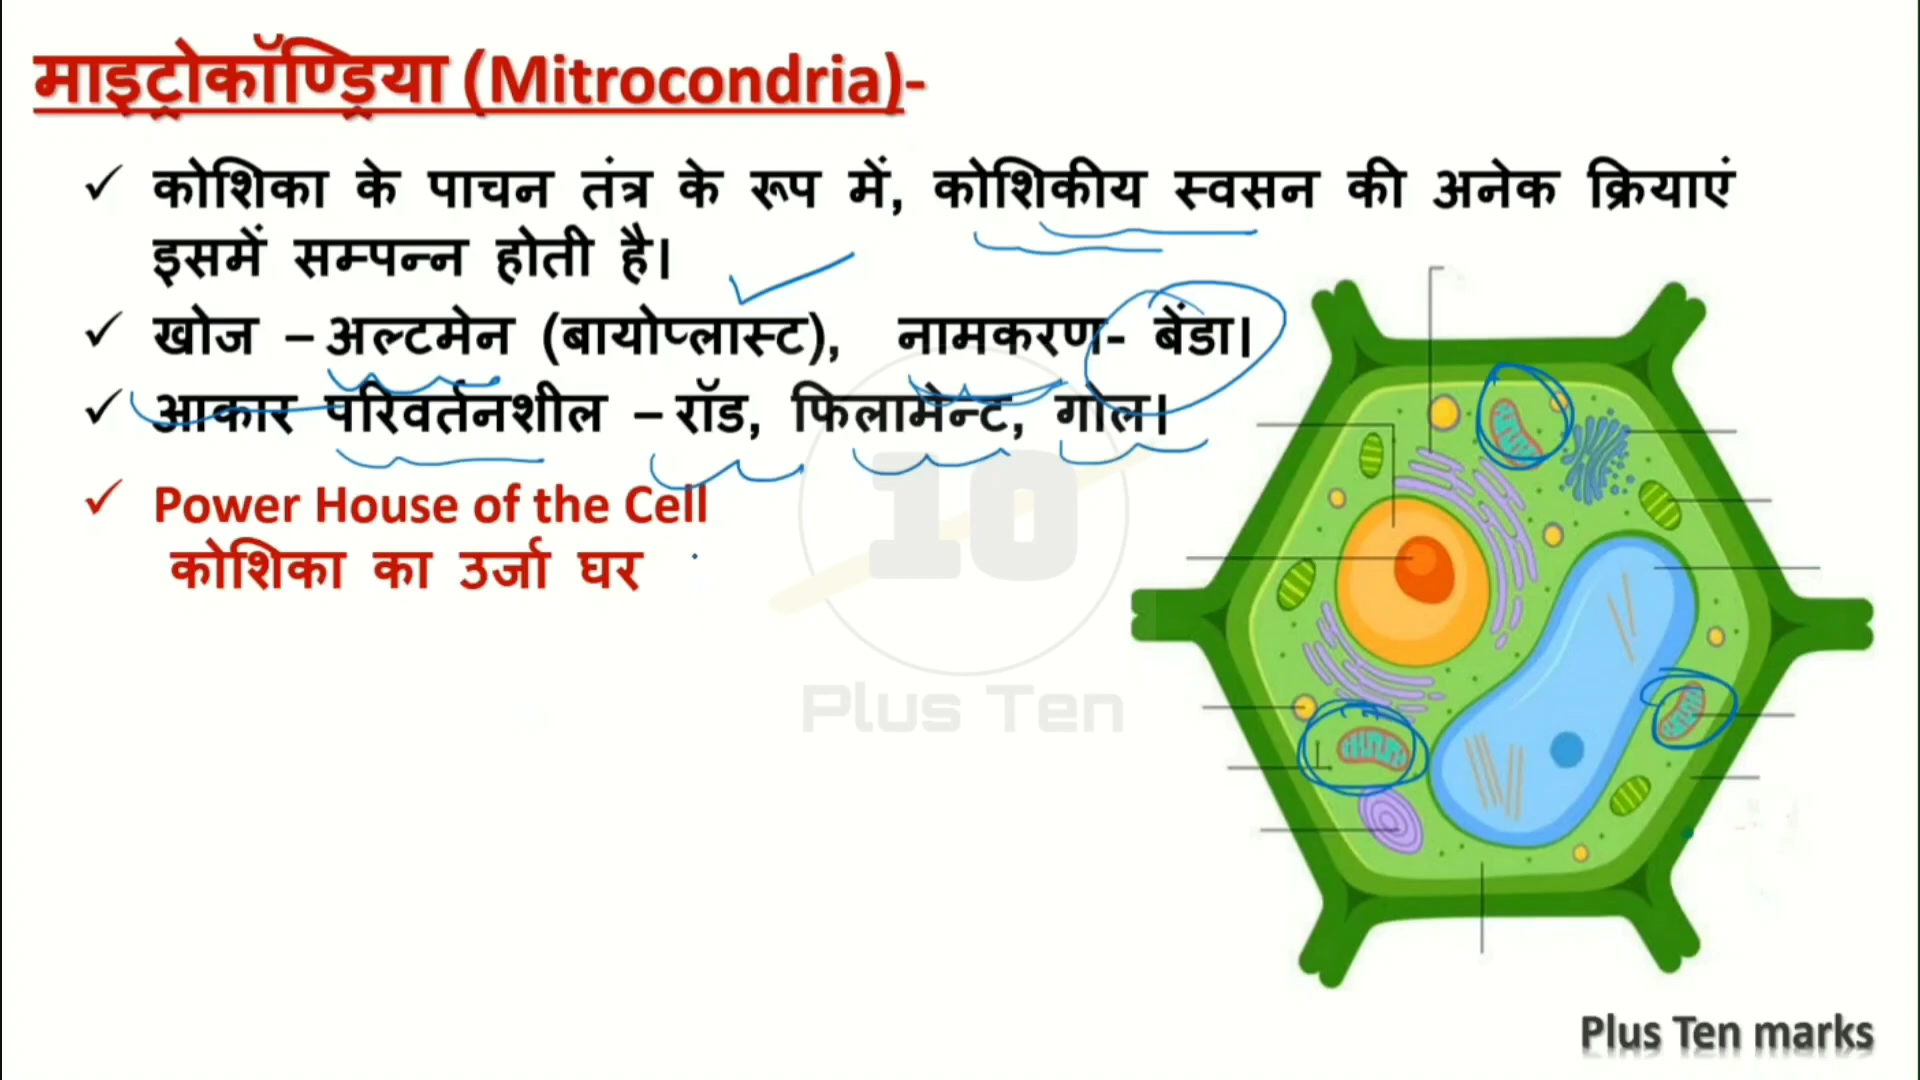 माइट्रोकॉण्ड्रिया (Mitrocondria)-
✓ कोशिका के पाचन तंत्र के रूप में, कोशिकीय स्वसन की अनेक क्रियाएं
इसमें सम्पन्न होती है।
✓ खोज – अल्टमेन (बायोप्लास्ट), नामकरण- बेंडा।
✓ आकार परिवर्तनशील – रॉड, फिलामेन्ट, गोल।
✓ Power House of the Cell
कोशिका का उर्जा घर
10
Plus Ten
Plus Ten marks